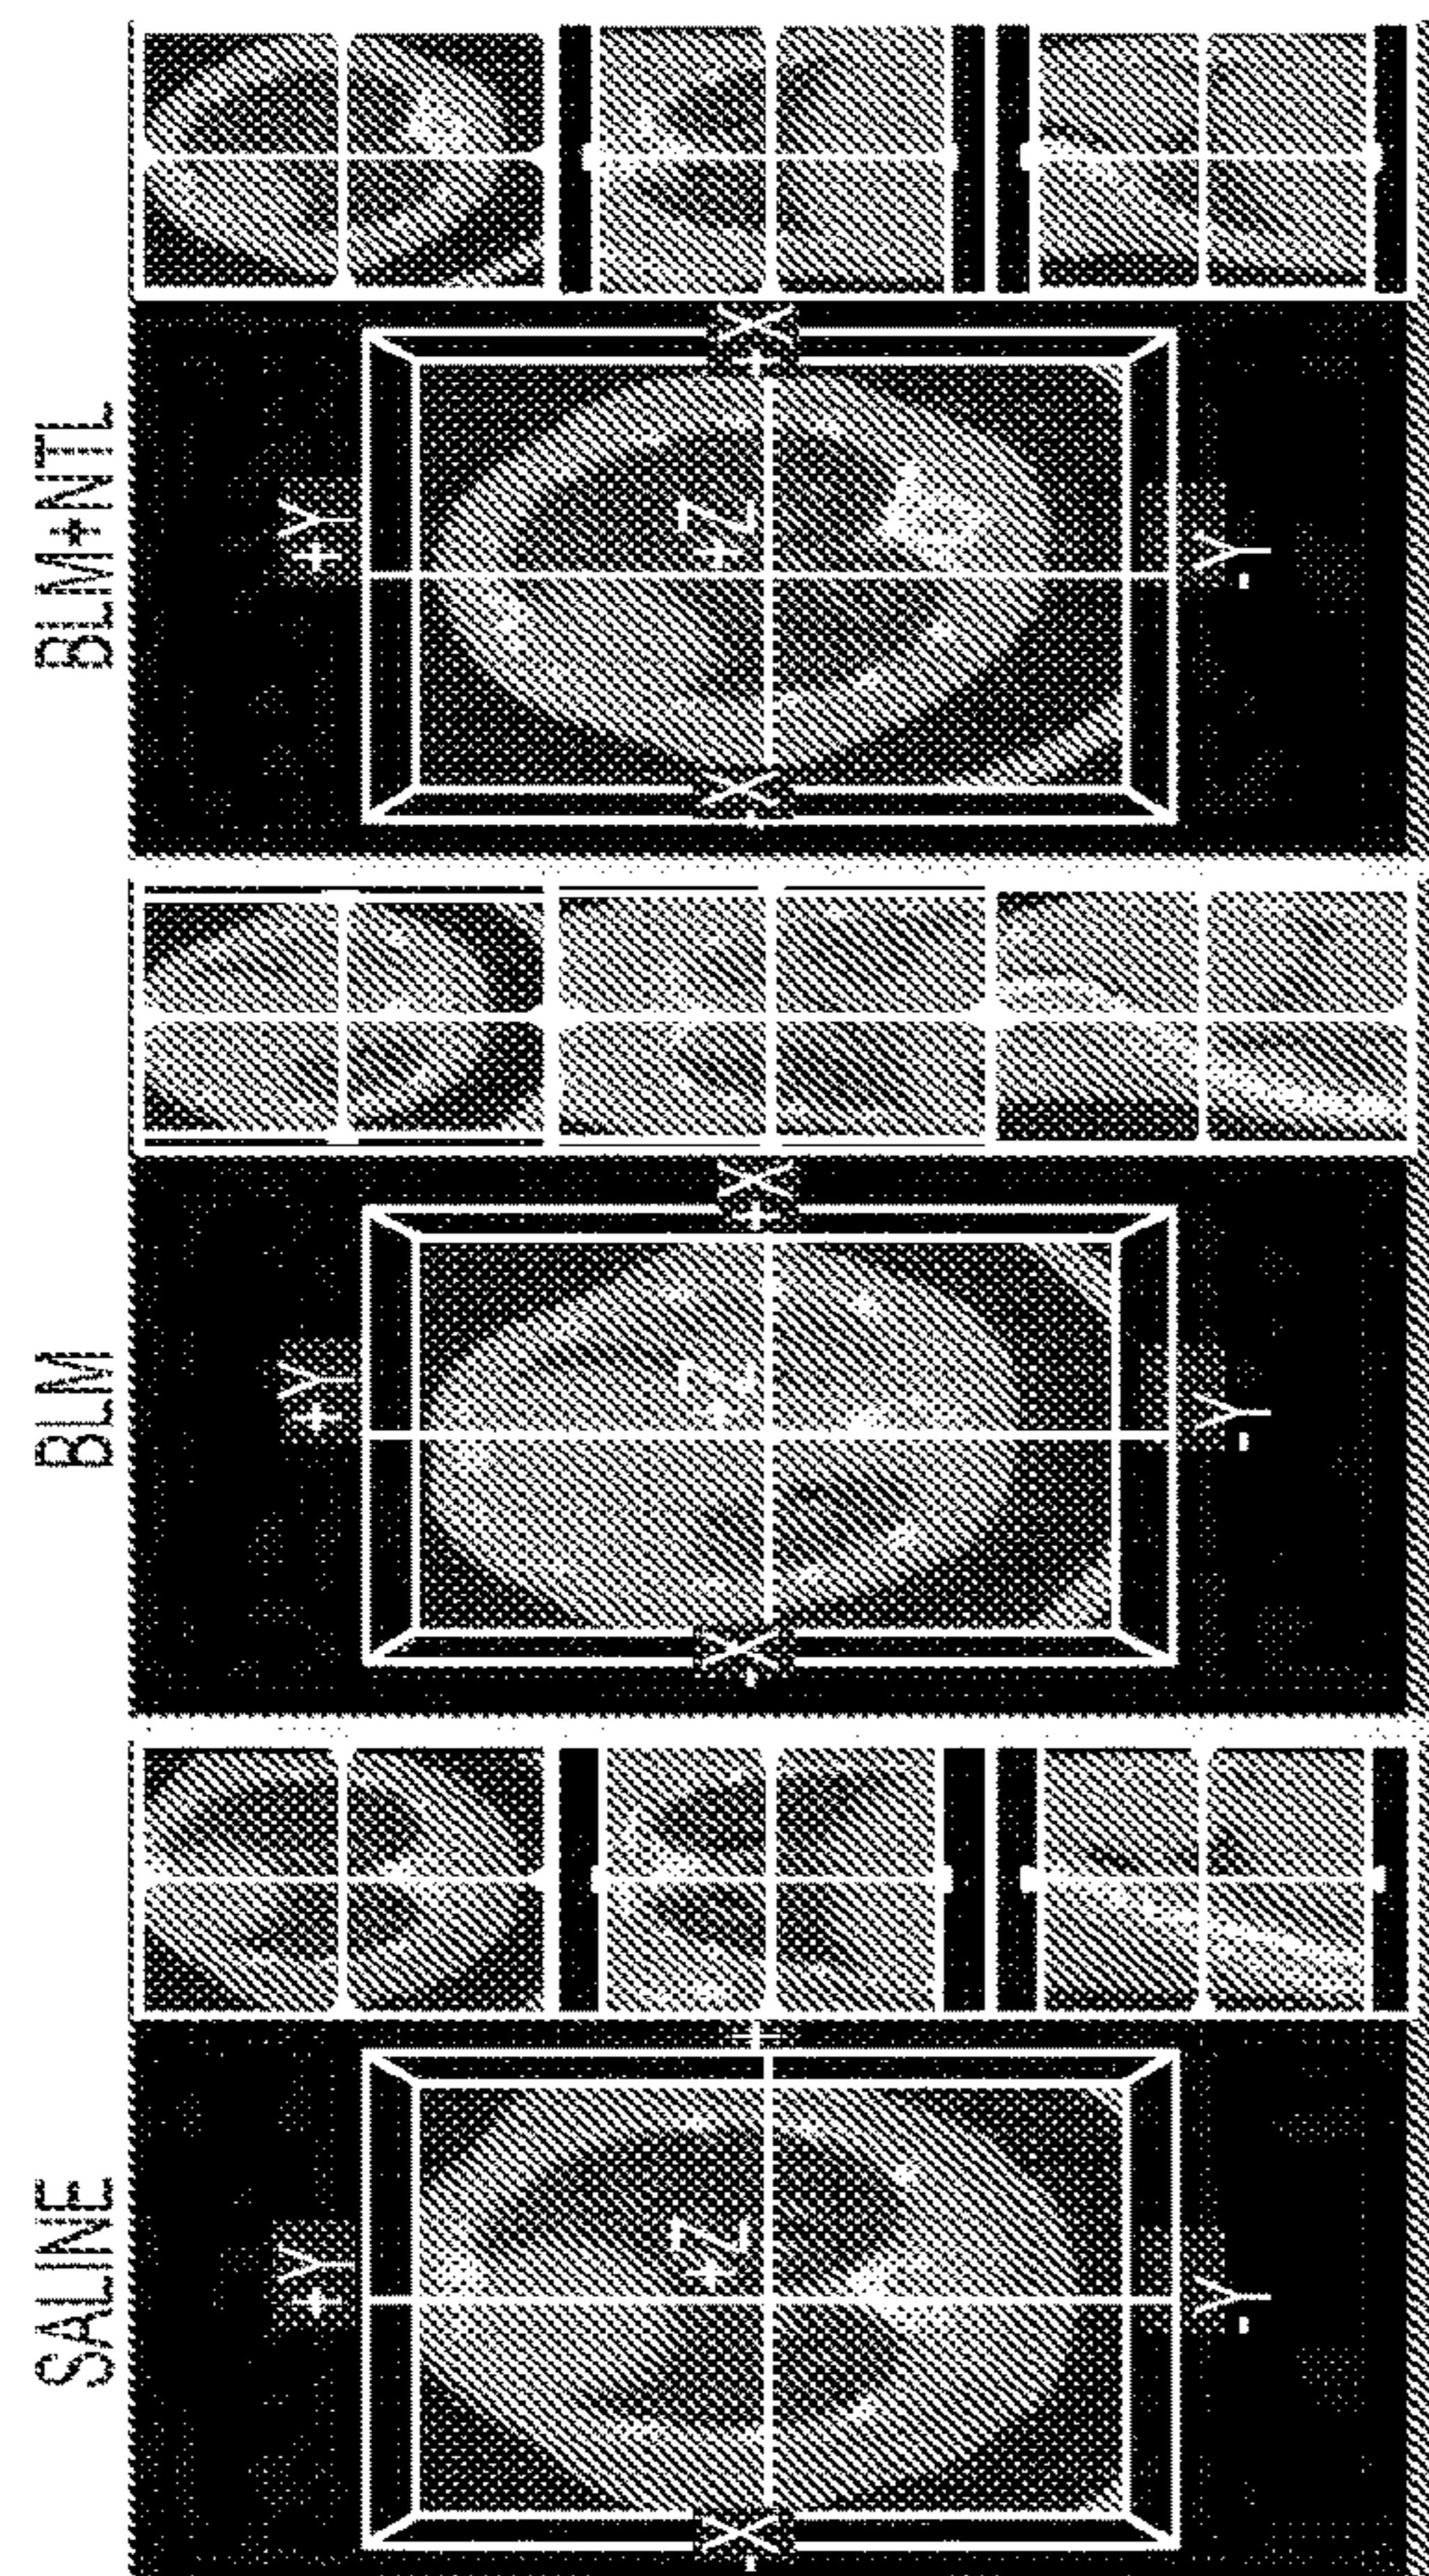 SALINE
BLM
BLM+NTL
+Y
+Y
+Y
+Z
+Z
+Z
-X
+
-X
+X
-X
+X
-Y
-Y
-Y